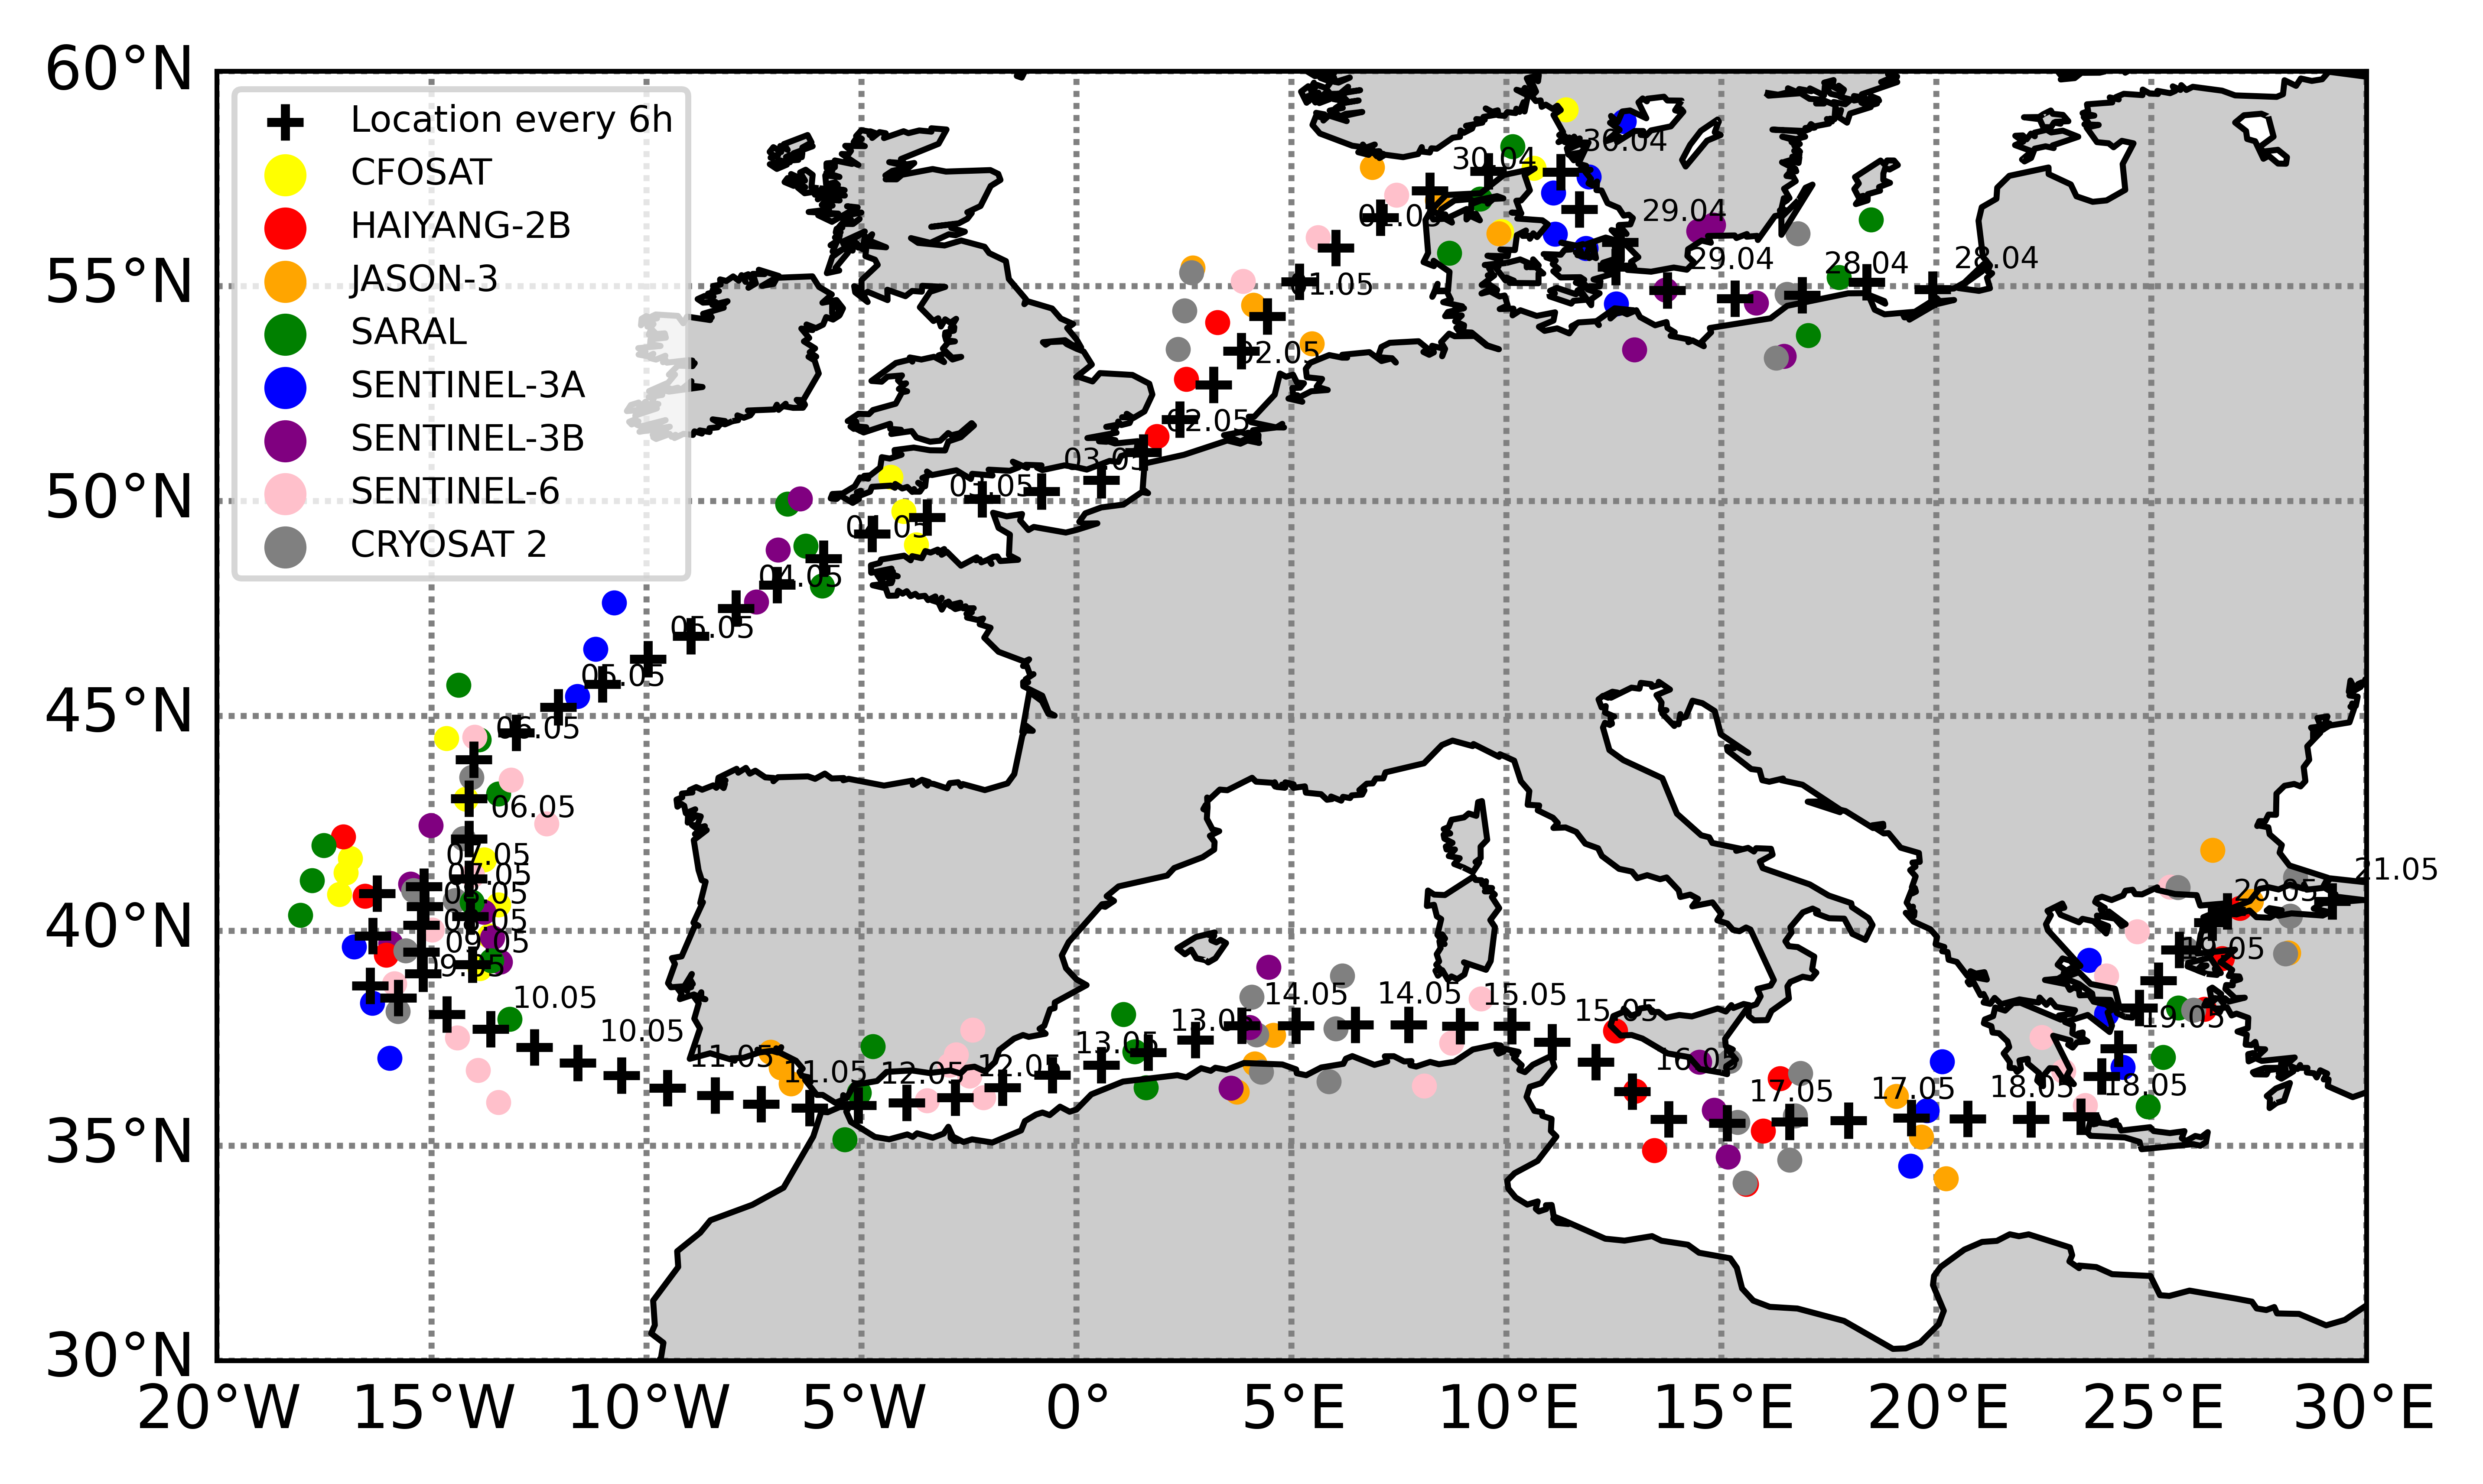 60°N
55°N
50°N
45°N
40°N
35°N
30°N
20°W
15°W
10°W
5°W
0°
5°E
10°E
15°E
20°E
25°E
30°E
Location every 6h
CFOSAT
HAIYANG-2B
JASON-3
SARAL
SENTINEL-3A
SENTINEL-3B
SENTINEL-6
CRYOSAT 2
28.04
28.04
29.04
29.04
30.04
30.04
01.05
01.05
02.05
02.05
03.05
03.05
04.05
04.05
05.05
05.05
06.05
06.05
07.05
07.05
08.05
08.05
09.05
09.05
10.05
10.05
11.05
11.05
12.05
12.05
13.05
13.05
14.05
14.05
15.05
15.05
16.05
17.05
17.05
18.05
18.05
19.05
19.05
20.05
21.05